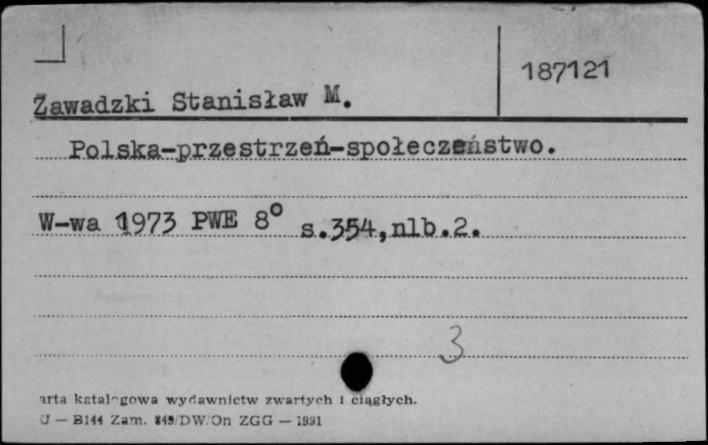 187121
Zawadzki Stanisław M.
Polska-przestrzeń-społeczeństwo.
W-wa 1973 PWE 8° s.354,nlb.2.
3
arta katalogowa wydawnictw zwartych i ciągłych.
U — B144 Zam. 849/DW/On ZGG — 1991